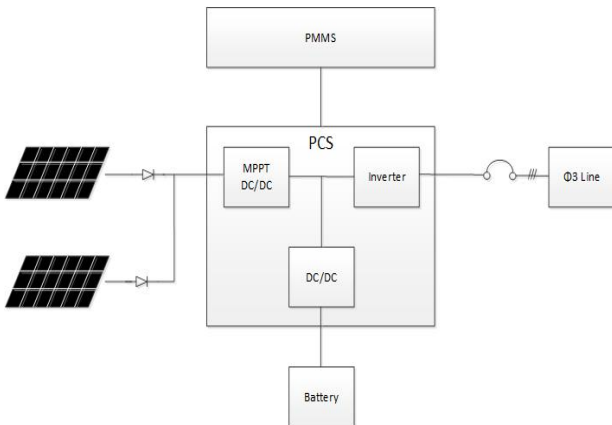 PMMS
PCS
MPPT
DC/DC
Inverter
Φ3 Line
DC/DC
Battery